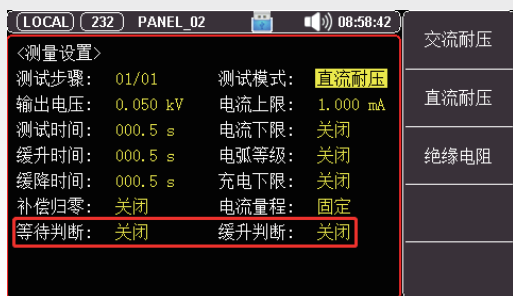 LOCAL 232 PANEL_02 08:58:42
<测量设置>
测试步骤: 01/01 测试模式: 直流耐压
输出电压: 0.050 kV 电流上限: 1.000 mA
测试时间: 000.5 s 电流下限: 关闭
缓升时间: 000.5 s 电弧等级: 关闭
缓降时间: 000.5 s 充电下限: 关闭
补偿归零: 关闭 电流量程: 固定
等待判断: 关闭 缓升判断: 关闭
交流耐压
直流耐压
绝缘电阻